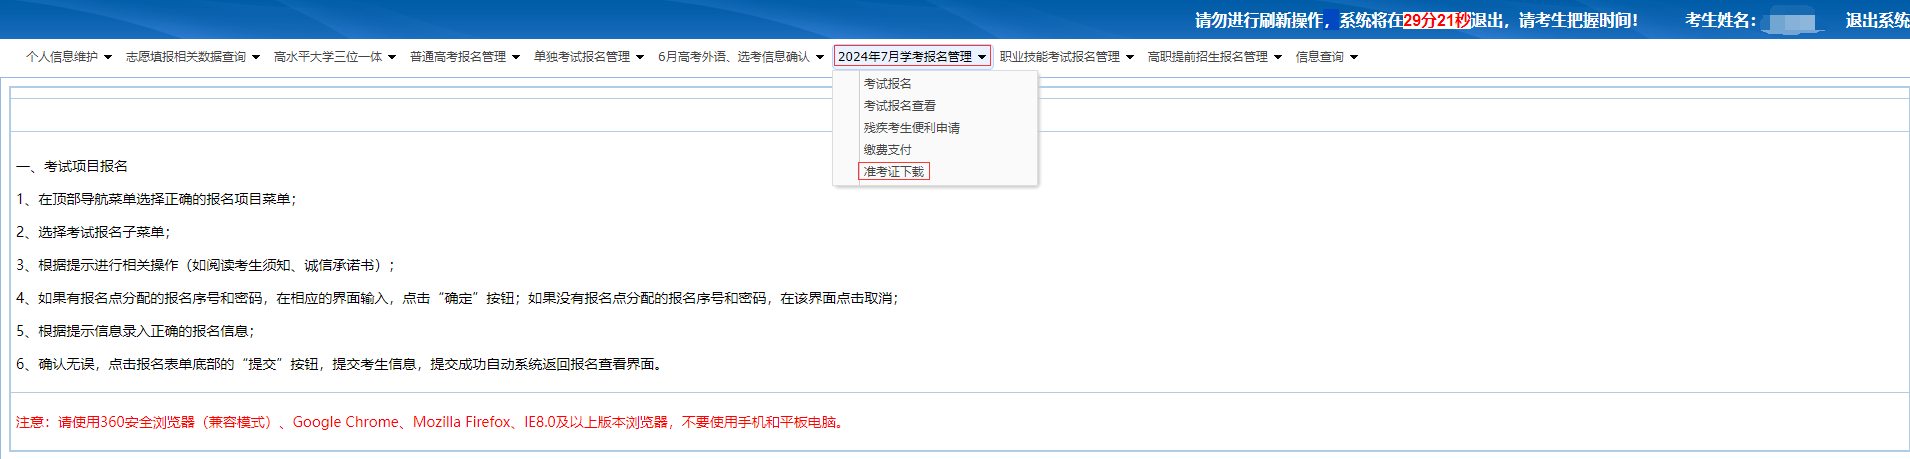 请勿进行刷新操作，系统将在29分21秒退出，请考生把握时间！ 考生姓名： 退出系统
个人信息维护 志愿填报相关数据查询 高水平大学三位一体 普通高考报名管理 单独考试报名管理 6月高考外语、选考信息确认 2024年7月学考报名管理 职业技能考试报名管理 高职提前招生报名管理 信息查询
考试报名
考试报名查看
残疾考生便利申请
缴费支付
准考证下载
一、考试项目报名
1、在顶部导航菜单选择正确的报名项目菜单；
2、选择考试报名子菜单；
3、根据提示进行相关操作（如阅读考生须知、诚信承诺书）；
4、如果有报名点分配的报名序号和密码，在相应的界面输入，点击“确定”按钮；如果没有报名点分配的报名序号和密码，在该界面点击取消；
5、根据提示信息录入正确的报名信息；
6、确认无误，点击报名表单底部的“提交”按钮，提交考生信息，提交成功自动系统返回报名查看界面。
注意：请使用360安全浏览器（兼容模式）、Google Chrome、Mozilla Firefox、IE8.0及以上版本浏览器，不要使用手机和平板电脑。